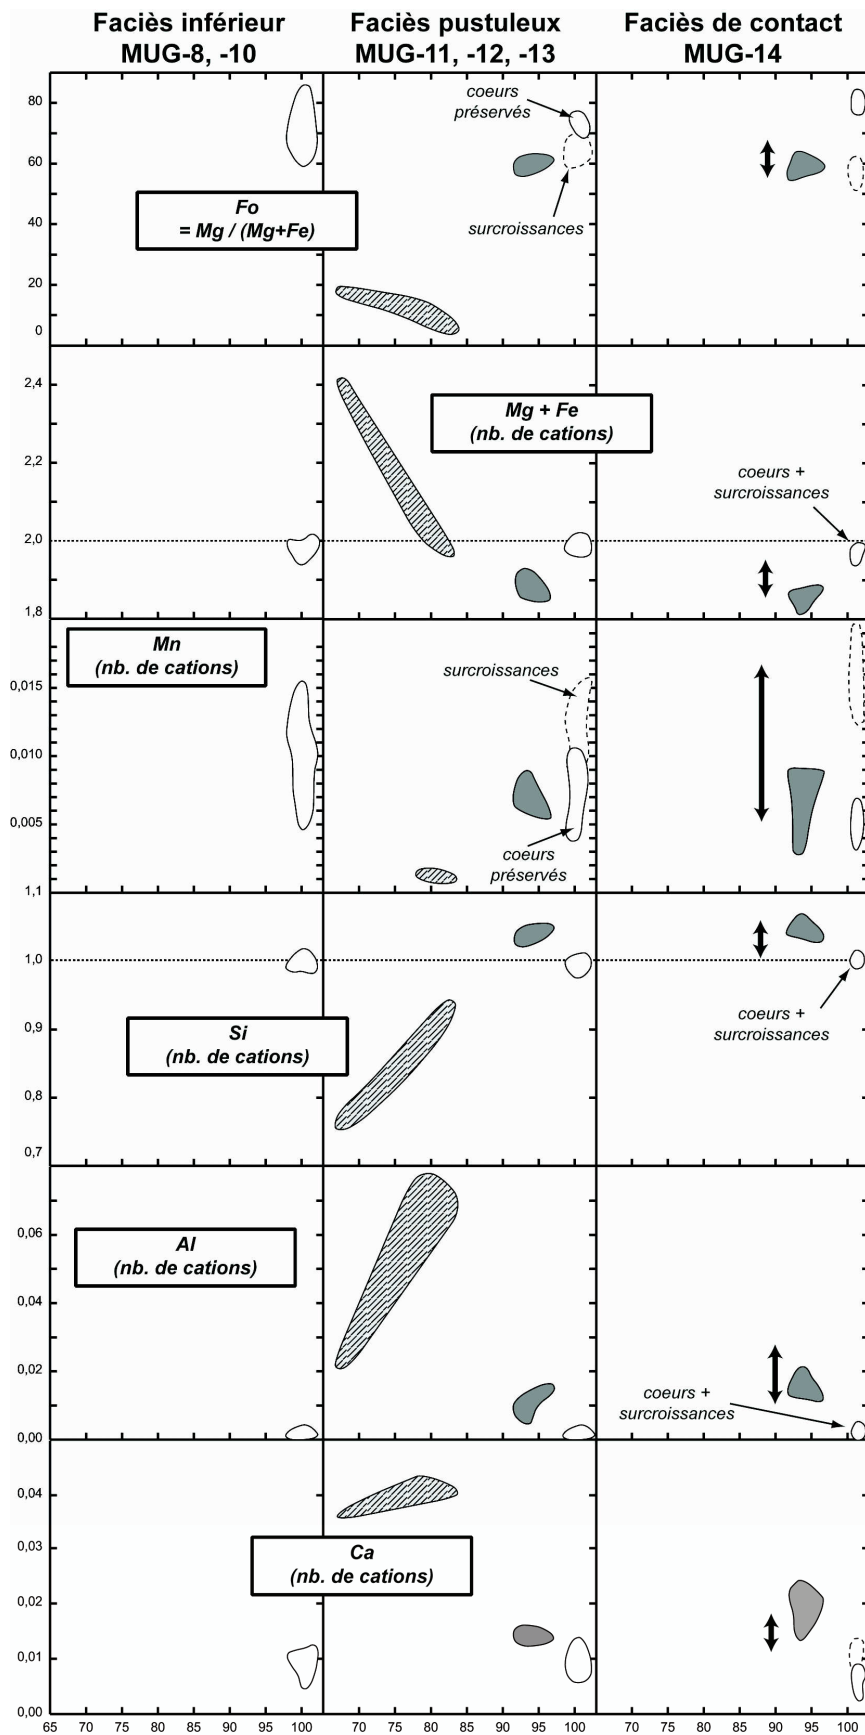 Faciès inférieur
MUG-8, -10
Faciès pustuleux
MUG-11, -12, -13
Faciès de contact
MUG-14
80
60
40
20
0
coeurs
préservés
surcroissances
Fo
= Mg / (Mg+Fe)
2,4
2,2
2,0
1,8
Mg + Fe
(nb. de cations)
coeurs +
surcroissances
Mn
(nb. de cations)
0,015
0,010
0,005
1,1
surcroissances
coeurs
préservés
1,0
0,9
0,8
0,7
Si
(nb. de cations)
coeurs +
surcroissances
0,06
0,04
0,02
0,00
Al
(nb. de cations)
coeurs +
surcroissances
0,04
0,03
0,02
0,01
0,00
Ca
(nb. de cations)
65 70 75 80 85 90 95 100 70 75 80 85 90 95 100 70 75 80 85 90 95 100